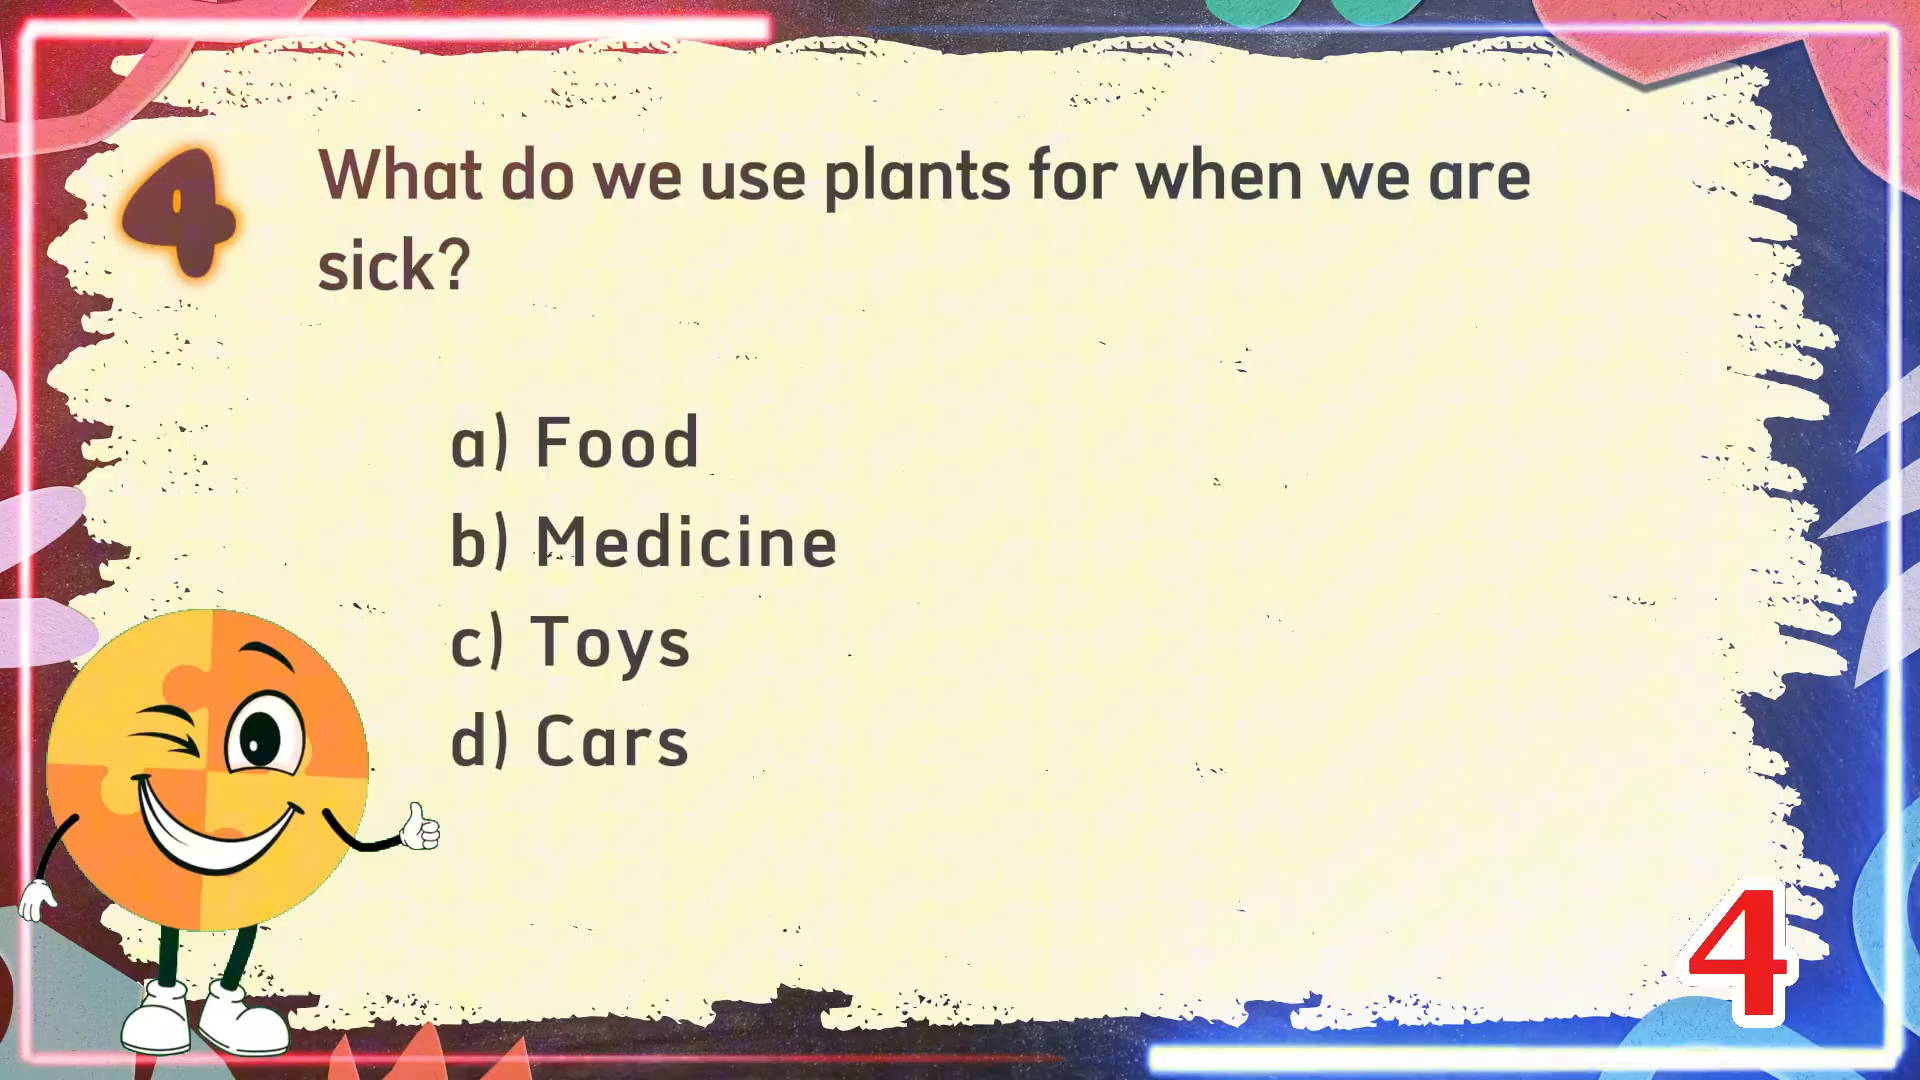 4
What do we use plants for when we are
sick?
a) Food
b) Medicine
c) Toys
d) Cars
4